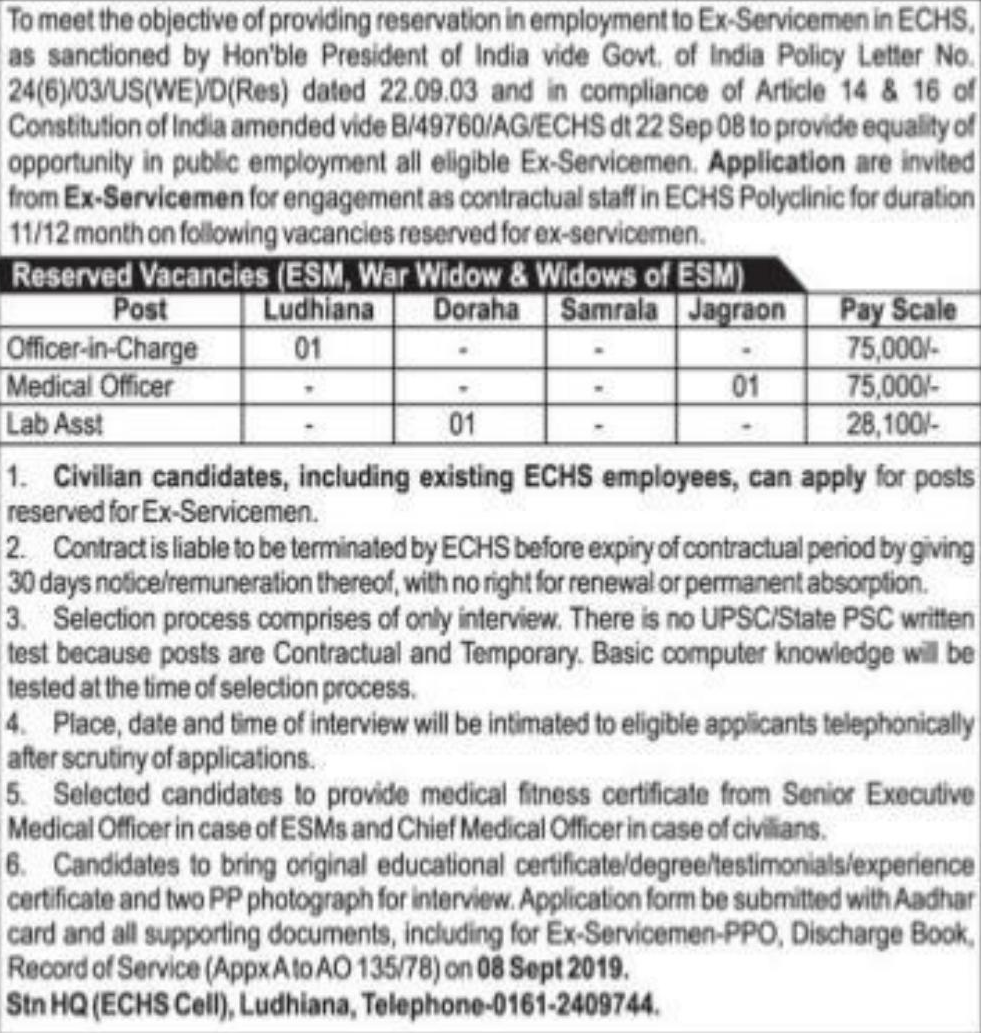 To meet the objective of providing reservation in employment to Ex-Servicemen in ECHS,
as sanctioned by Hon'ble President of India vide Govt. of India Policy Letter No.
24(6)/03/US(WE)/D(Res) dated 22.09.03 and in compliance of Article 14 & 16 of
Constitution of India amended vide B/49760/AG/ECHS dt 22 Sep 08 to provide equality of
opportunity in public employment all eligible Ex-Servicemen. Application are invited
from Ex-Servicemen for engagement as contractual staff in ECHS Polyclinic for duration
11/12 month on following vacancies reserved for ex-servicemen.
Reserved Vacancies (ESM, War Widow & Widows of ESM)
Post Ludhiana Doraha Samrala Jagraon Pay Scale
Officer-in-Charge 01 - - - 75,000/-
Medical Officer - - - 01 75,000/-
Lab Asst - 01 - - 28,100/-
1. Civilian candidates, including existing ECHS employees, can apply for posts
reserved for Ex-Servicemen.
2. Contract is liable to be terminated by ECHS before expiry of contractual period by giving
30 days notice/remuneration thereof, with no right for renewal or permanent absorption.
3. Selection process comprises of only interview. There is no UPSC/State PSC written
test because posts are Contractual and Temporary. Basic computer knowledge will be
tested at the time of selection process.
4. Place, date and time of interview will be intimated to eligible applicants telephonically
after scrutiny of applications.
5. Selected candidates to provide medical fitness certificate from Senior Executive
Medical Officer in case of ESMs and Chief Medical Officer in case of civilians.
6. Candidates to bring original educational certificate/degree/testimonials/experience
certificate and two PP photograph for interview. Application form be submitted with Aadhar
card and all supporting documents, including for Ex-Servicemen-PPO, Discharge Book,
Record of Service (Appx A to AO 135/78) on 08 Sept 2019.
Stn HQ (ECHS Cell), Ludhiana, Telephone-0161-2409744.